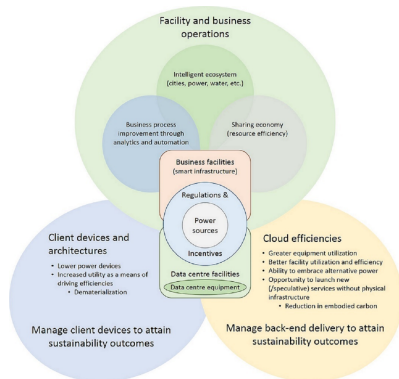 Facility and business
operations
Intelligent ecosystem
(cities, power, water, etc.)
Business process
improvement through
analytics and automation
Sharing economy
(resource efficiency)
Business facilities
(smart infrastructure)
Regulations &
Power
sources
Incentives
Data centre facilities
Data centre equipment
Client devices and
architectures
• Lower power devices
• Increased utility as a means of
driving efficiencies
• Dematerialization
Manage client devices to attain
sustainability outcomes
Cloud efficiencies
• Greater equipment utilization
• Better facility utilization and efficiency
• Ability to embrace alternative power
• Opportunity to launch new
(/speculative) services without physical
infrastructure
• Reduction in embodied carbon
Manage back-end delivery to attain
sustainability outcomes